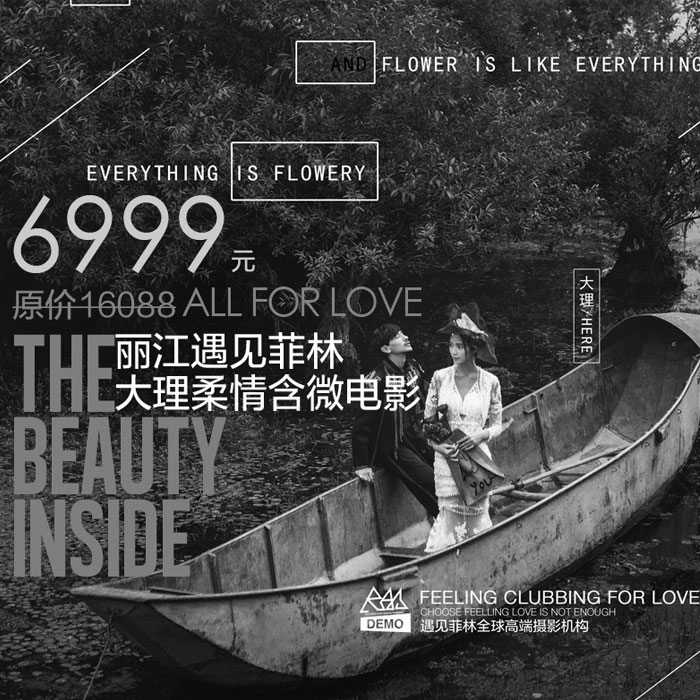 AND FLOWER IS LIKE EVERYTHING
EVERYTHING IS FLOWERY
6999元
原价16088 ALL FOR LOVE
大理/HERE
THE
BEAUTY
INSIDE
丽江遇见菲林
大理柔情含微电影
YOU
FEELING CLUBBING FOR LOVE
CHOOSE FEELLING LOVE IS NOT ENOUGH
DEMO
遇见菲林全球高端摄影机构